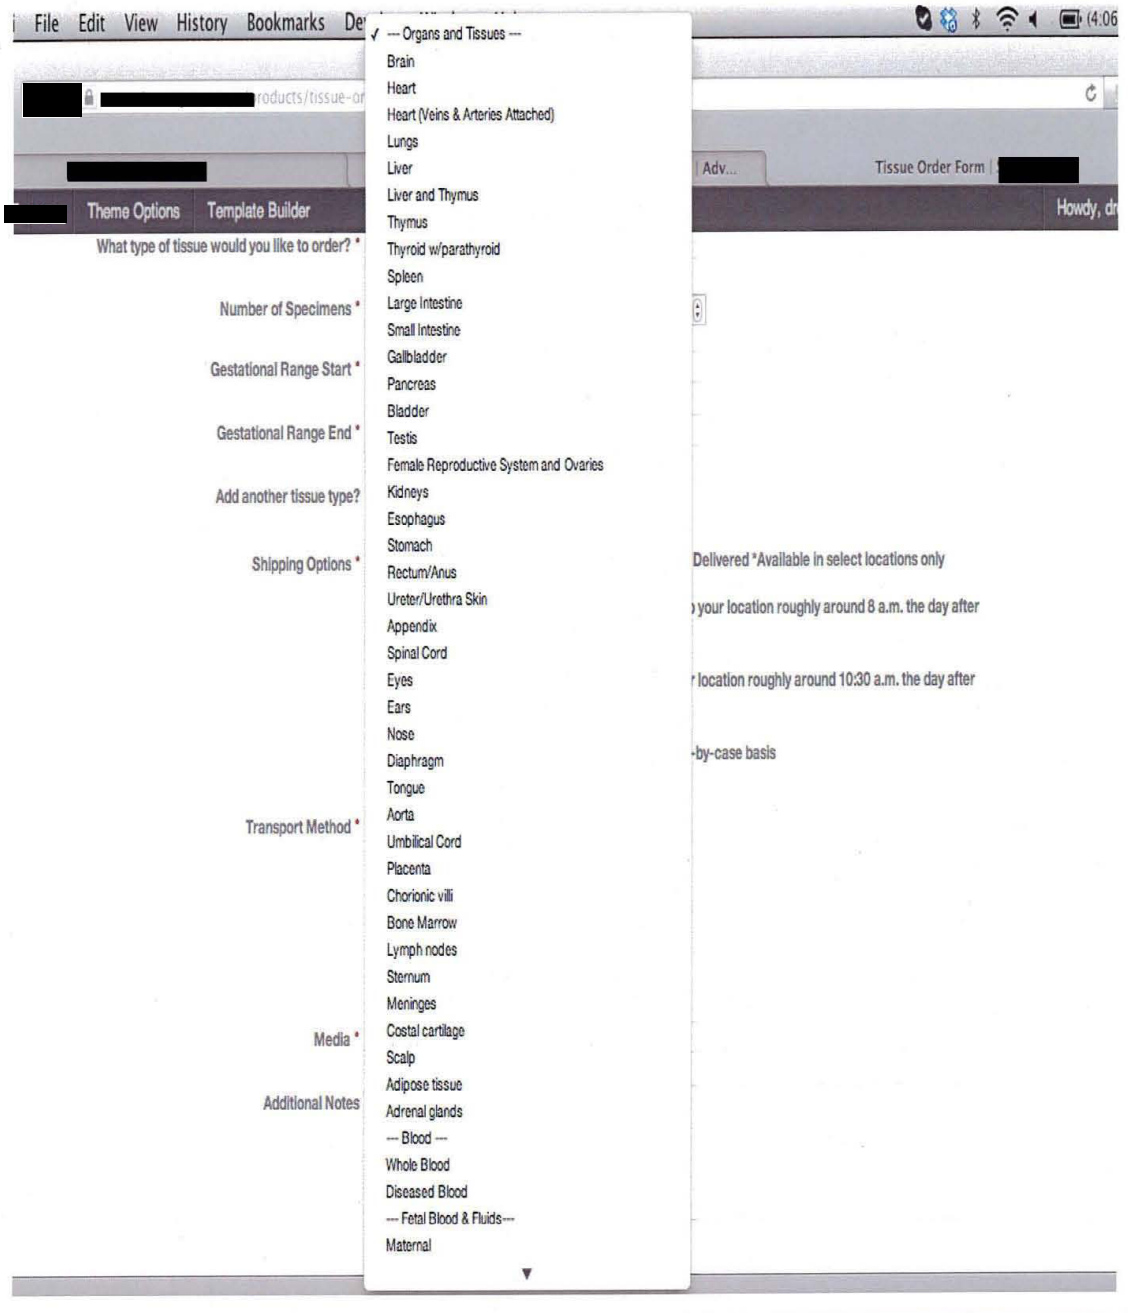 File Edit View History Bookmarks De
(4:06
roducts/tissue-or
Adv...
Tissue Order Form |
Theme Options Template Builder
Howdy, dr
What type of tissue would you like to order? *
Number of Specimens *
Gestational Range Start *
Gestational Range End *
Add another tissue type?
Shipping Options *
Transport Method *
Media *
Additional Notes
✓ --- Organs and Tissues ---
Brain
Heart
Heart (Veins & Arteries Attached)
Lungs
Liver
Liver and Thymus
Thymus
Thyroid w/parathyroid
Spleen
Large Intestine
Small Intestine
Gallbladder
Pancreas
Bladder
Testis
Female Reproductive System and Ovaries
Kidneys
Esophagus
Stomach
Rectum/Anus
Ureter/Urethra Skin
Appendix
Spinal Cord
Eyes
Ears
Nose
Diaphragm
Tongue
Aorta
Umbilical Cord
Placenta
Chorionic villi
Bone Marrow
Lymph nodes
Sternum
Meninges
Costal cartilage
Scalp
Adipose tissue
Adrenal glands
--- Blood ---
Whole Blood
Diseased Blood
--- Fetal Blood & Fluids---
Maternal
Delivered *Available in select locations only
your location roughly around 8 a.m. the day after
location roughly around 10:30 a.m. the day after
-by-case basis